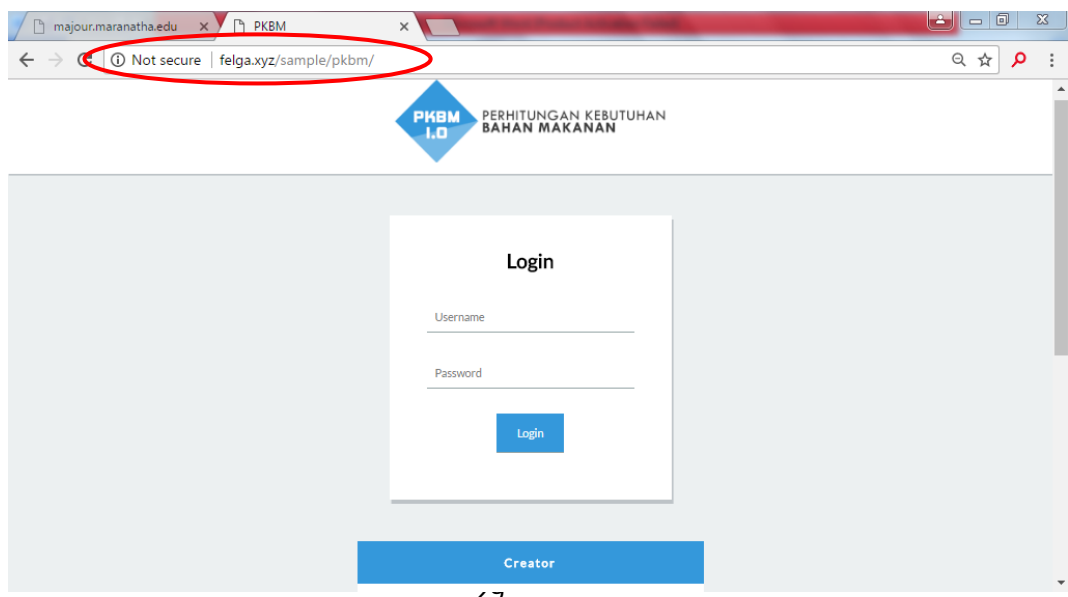 majour.maranatha.edu
PKBM
Not secure | felga.xyz/sample/pkbm/
PKBM
1.0
PERHITUNGAN KEBUTUHAN
BAHAN MAKANAN
Login
Username
Password
Login
Creator